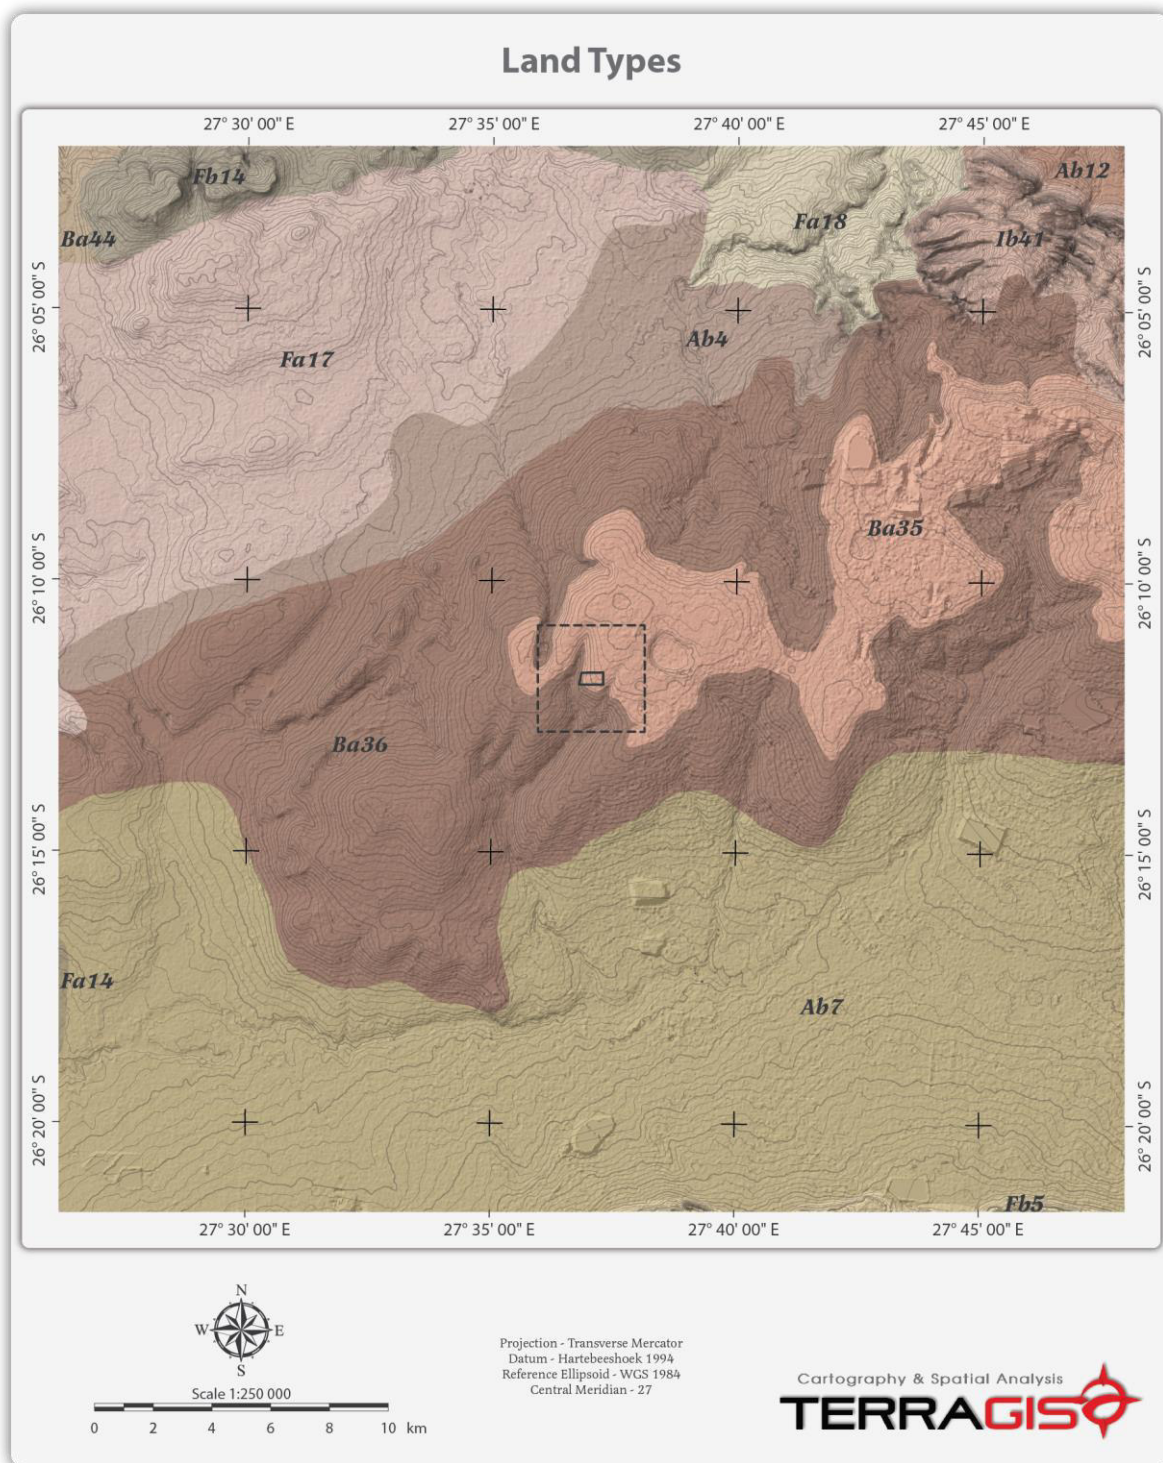 Land Types
27° 30' 00" E 27° 35' 00" E 27° 40' 00" E 27° 45' 00" E
Ab12
Fb14
Fa18
Ba44
Ib41
26° 05' 00" S
26° 05' 00" S
Ab4
Fa17
Ba35
26° 10' 00" S
26° 10' 00" S
Ba36
26° 15' 00" S
26° 15' 00" S
Fa14
Ab7
26° 20' 00" S
26° 20' 00" S
Fb5
27° 30' 00" E 27° 35' 00" E 27° 40' 00" E 27° 45' 00" E
N
W E
S
Scale 1:250 000
0 2 4 6 8 10 km
Projection - Transverse Mercator
Datum - Hartebeeshoek 1994
Reference Ellipsoid - WGS 1984
Central Meridian - 27
Cartography & Spatial Analysis
TERRAGIS